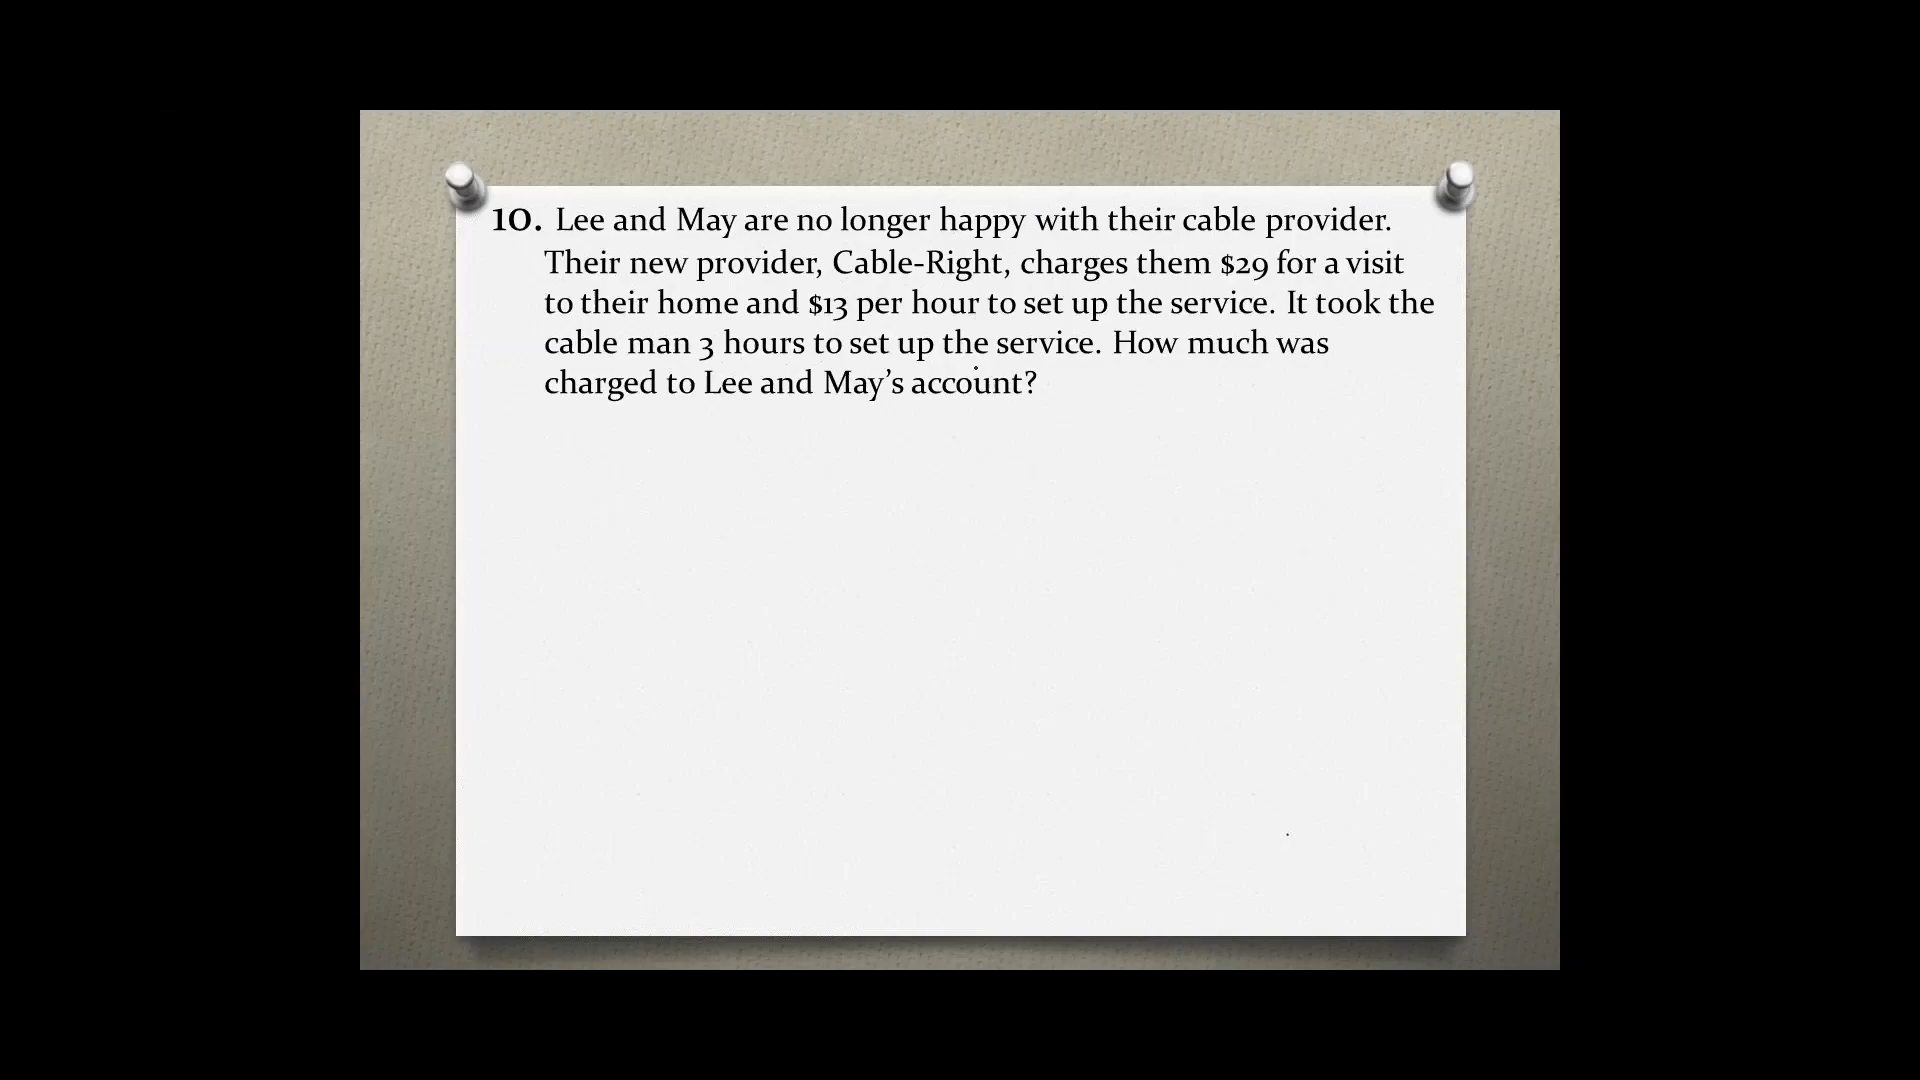 10. Lee and May are no longer happy with their cable provider.
Their new provider, Cable-Right, charges them $29 for a visit
to their home and $13 per hour to set up the service. It took the
cable man 3 hours to set up the service. How much was
charged to Lee and May’s account?